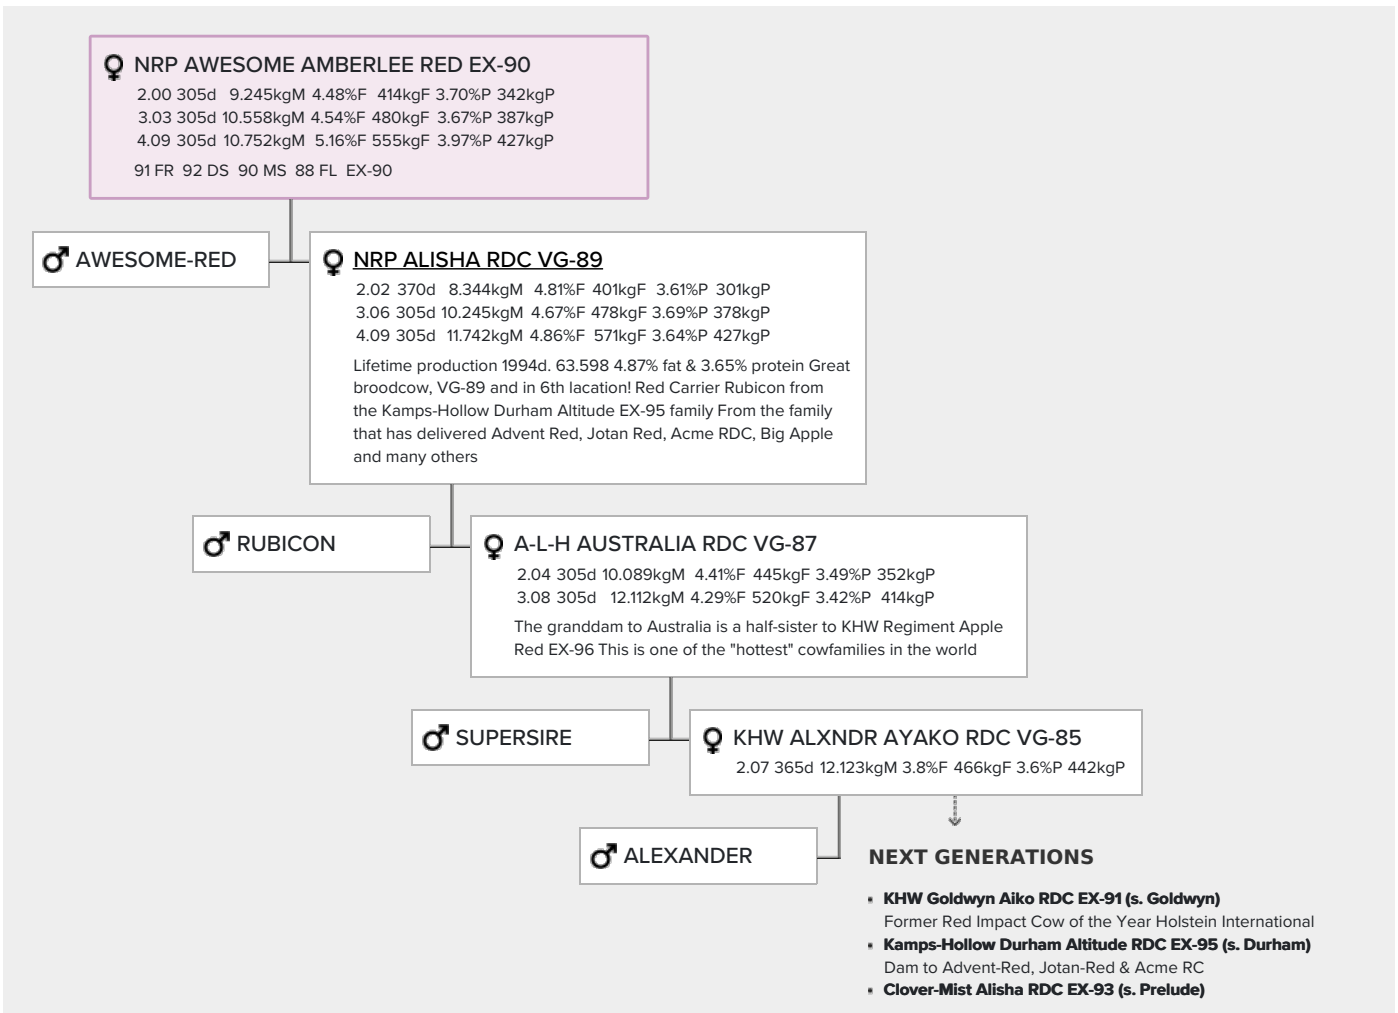 NRP AWESOME AMBERLEE RED EX-90
2.00 305d 9.245kgM 4.48%F 414kgF 3.70%P 342kgP
3.03 305d 10.558kgM 4.54%F 480kgF 3.67%P 387kgP
4.09 305d 10.752kgM 5.16%F 555kgF 3.97%P 427kgP
91 FR 92 DS 90 MS 88 FL EX-90
AWESOME-RED
NRP ALISHA RDC VG-89
2.02 370d 8.344kgM 4.81%F 401kgF 3.61%P 301kgP
3.06 305d 10.245kgM 4.67%F 478kgF 3.69%P 378kgP
4.09 305d 11.742kgM 4.86%F 571kgF 3.64%P 427kgP
Lifetime production 1994d. 63.598 4.87% fat & 3.65% protein Great
broodcow, VG-89 and in 6th lacation! Red Carrier Rubicon from
the Kamps-Hollow Durham Altitude EX-95 family From the family
that has delivered Advent Red, Jotan Red, Acme RDC, Big Apple
and many others
RUBICON
A-L-H AUSTRALIA RDC VG-87
2.04 305d 10.089kgM 4.41%F 445kgF 3.49%P 352kgP
3.08 305d 12.112kgM 4.29%F 520kgF 3.42%P 414kgP
The granddam to Australia is a half-sister to KHW Regiment Apple
Red EX-96 This is one of the "hottest" cowfamilies in the world
SUPERSIRE
KHW ALXNDR AYAKO RDC VG-85
2.07 365d 12.123kgM 3.8%F 466kgF 3.6%P 442kgP
ALEXANDER
NEXT GENERATIONS
KHW Goldwyn Aiko RDC EX-91 (s. Goldwyn)
Former Red Impact Cow of the Year Holstein International
Kamps-Hollow Durham Altitude RDC EX-95 (s. Durham)
Dam to Advent-Red, Jotan-Red & Acme RC
Clover-Mist Alisha RDC EX-93 (s. Prelude)